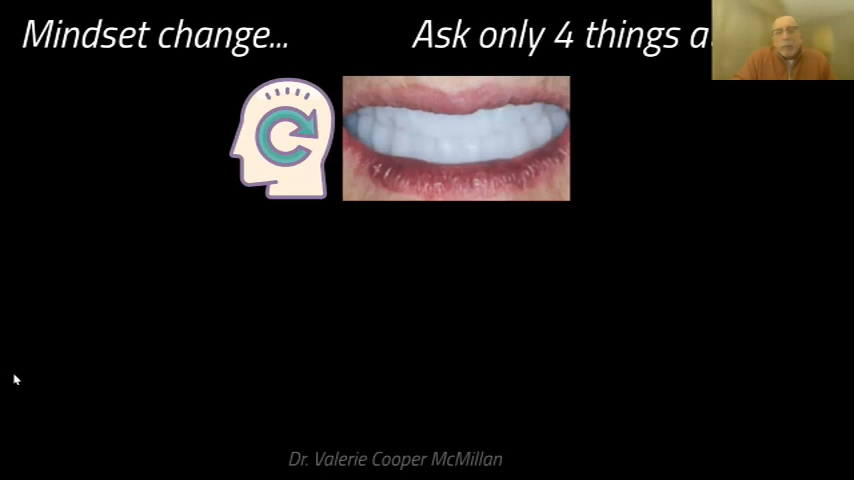 Mindset change...
Ask only 4 things
Dr. Valerie Cooper McMillan